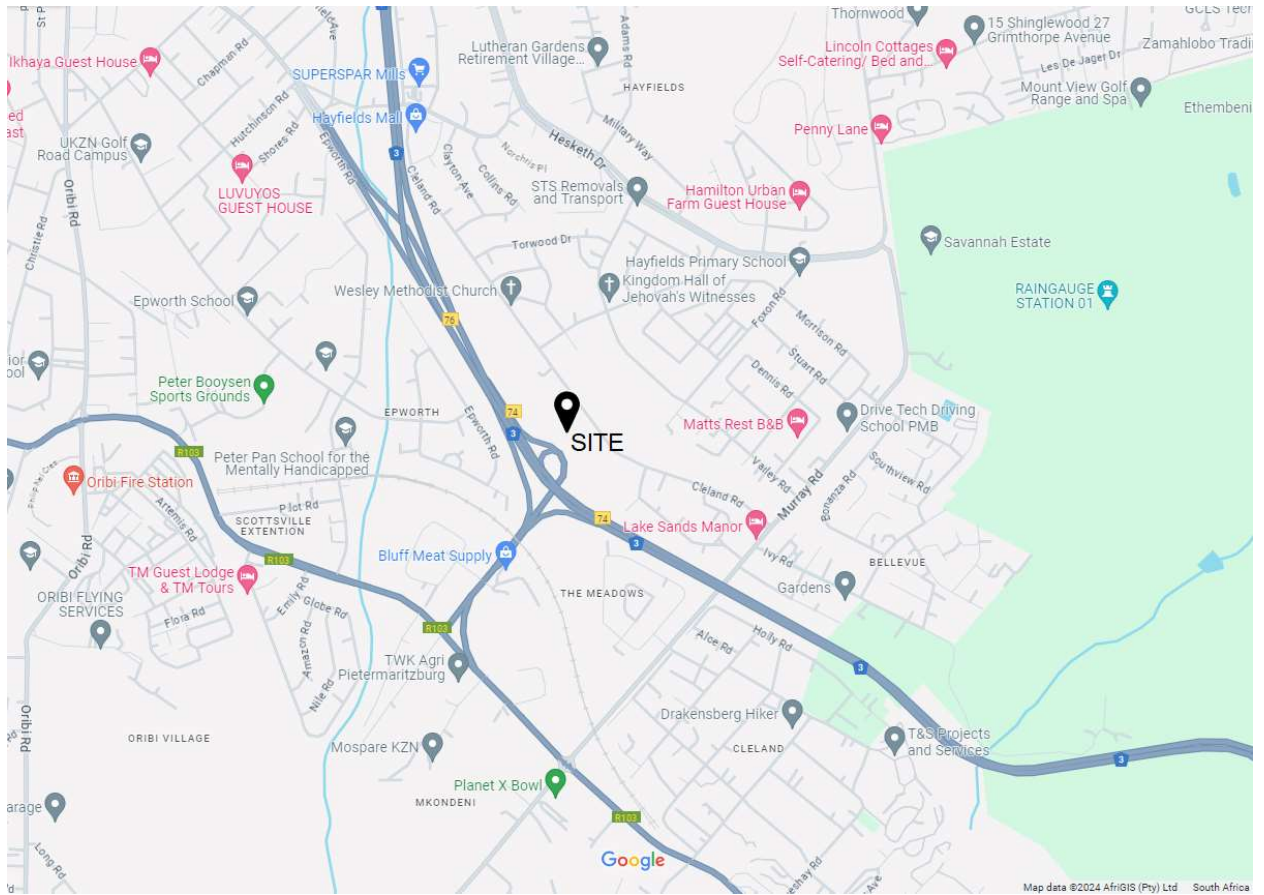 Thornwood
GCLS Tech
15 Shinglewood 27
Grimthorpe Avenue
Zamahlobo Tradi
Les De Jager Dr
Ikhaya Guest House
Chapman Rd
Lutheran Gardens
Retirement Village...
Adams Rd
Lincoln Cottages
Self-Catering/ Bed and...
SUPERSPAR Mills
HAYFIELDS
Mount View Golf
Range and Spa
Ethembeni
Hayfields Mall
Hutchinson Rd
Shores Rd
Epworth Rd
UKZN Golf
Road Campus
Military Way
Penny Lane
Hesketh Dr
3
Norchris Pl
Clayton Ave
Collins Rd
Cleland Rd
Oribi Rd
LUVUYOS
GUEST HOUSE
STS Removals
and Transport
Hamilton Urban
Farm Guest House
Christie Rd
Torwood Dr
Savannah Estate
Hayfields Primary School
Wesley Methodist Church
Kingdom Hall of
Jehovah's Witnesses
RAINGAUGE
STATION 01
Epworth School
76
Foxon Rd
Morrison Rd
Stuart Rd
Dennis Rd
Peter Booysen
Sports Grounds
EPWORTH
74
3
SITE
Matts Rest B&B
Drive Tech Driving
School PMB
Epworth Rd
R103
Peter Pan School for the
Mentally Handicapped
Valley Rd
Southview Rd
Bonanza Rd
Murray Rd
Oribi Fire Station
Pilot Rd
Cleland Rd
Artemis Rd
SCOTTSVILLE
EXTENTION
74
Lake Sands Manor
3
Oribi Rd
R103
Bluff Meat Supply
Ivy Rd
BELLEVUE
TM Guest Lodge
& TM Tours
Gardens
ORIBI FLYING
SERVICES
Emily Rd
Globe Rd
THE MEADOWS
Flora Rd
R103
Alce Rd
Holly Rd
Amazon Rd
Nile Rd
TWK Agri
Pietermaritzburg
3
Oribi Rd
Drakensberg Hiker
ORIBI VILLAGE
Mospare KZN
CLELAND
T&S Projects
and Services
3
Planet X Bowl
MKONDENI
arage
R103
Long Rd
Google
Map data ©2024 AfriGIS (Pty) Ltd South Africa